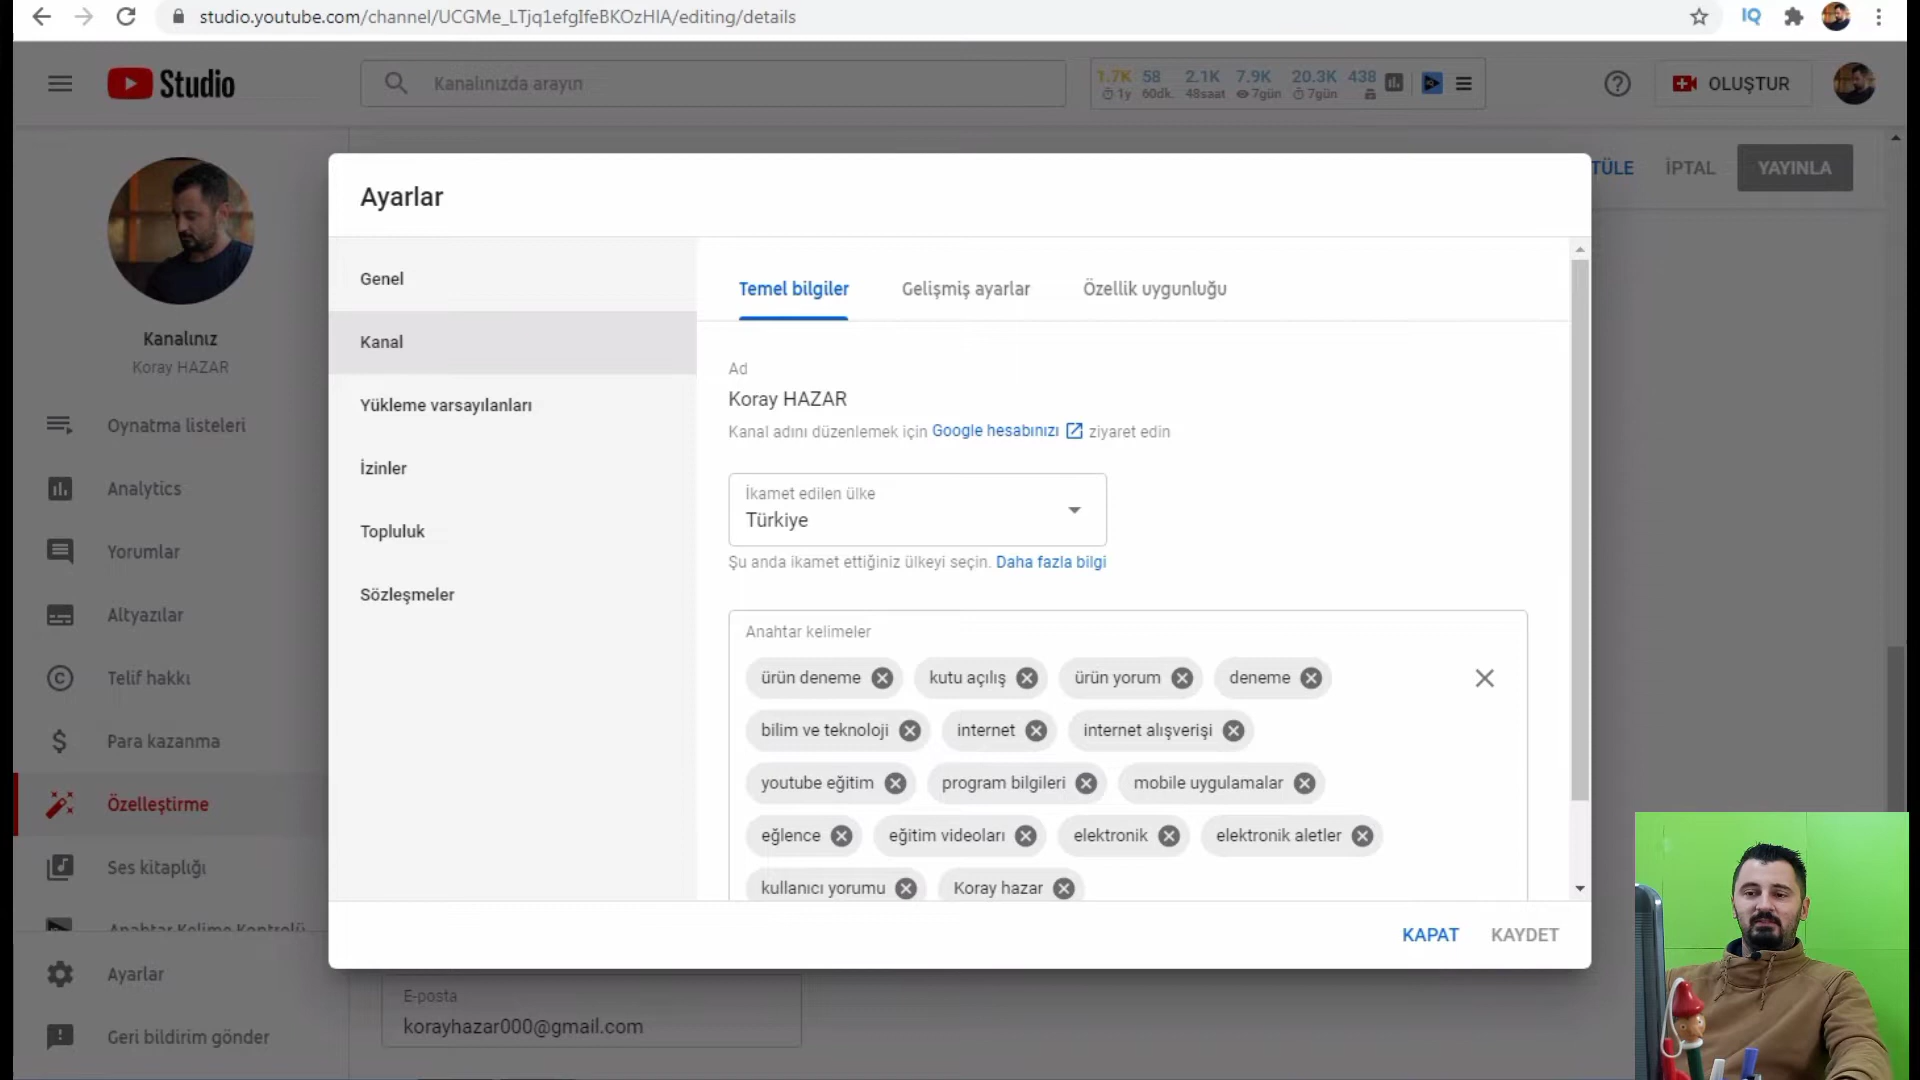 studio.youtube.com/channel/UCGMe_LTjq1efgIfeBKOzHlA/editing/details
IQ
Studio
Kanalınızda arayın
1.7K 58 2.1K 7.9K 20.3K 438
1y 60dk. 48saat 7gün 7gün
OLUŞTUR
TÜLE İPTAL YAYINLA
Kanalınız
Koray HAZAR
Oynatma listeleri
Analytics
Yorumlar
Altyazılar
Telif hakkı
Para kazanma
Özelleştirme
Ses kitaplığı
Anahtar Kelime Kontrolü
Ayarlar
Geri bildirim gönder
Ayarlar
Genel
Kanal
Yükleme varsayılanları
İzinler
Topluluk
Sözleşmeler
Temel bilgiler Gelişmiş ayarlar Özellik uygunluğu
Ad
Koray HAZAR
Kanal adını düzenlemek için Google hesabınızı ziyaret edin
İkamet edilen ülke
Türkiye
Şu anda ikamet ettiğiniz ülkeyi seçin. Daha fazla bilgi
Anahtar kelimeler
ürün deneme kutu açılış ürün yorum deneme
bilim ve teknoloji internet internet alışverişi
youtube eğitim program bilgileri mobile uygulamalar
eğlence eğitim videoları elektronik elektronik aletler
kullanıcı yorumu Koray hazar
KAPAT KAYDET
E-posta
korayhazar000@gmail.com